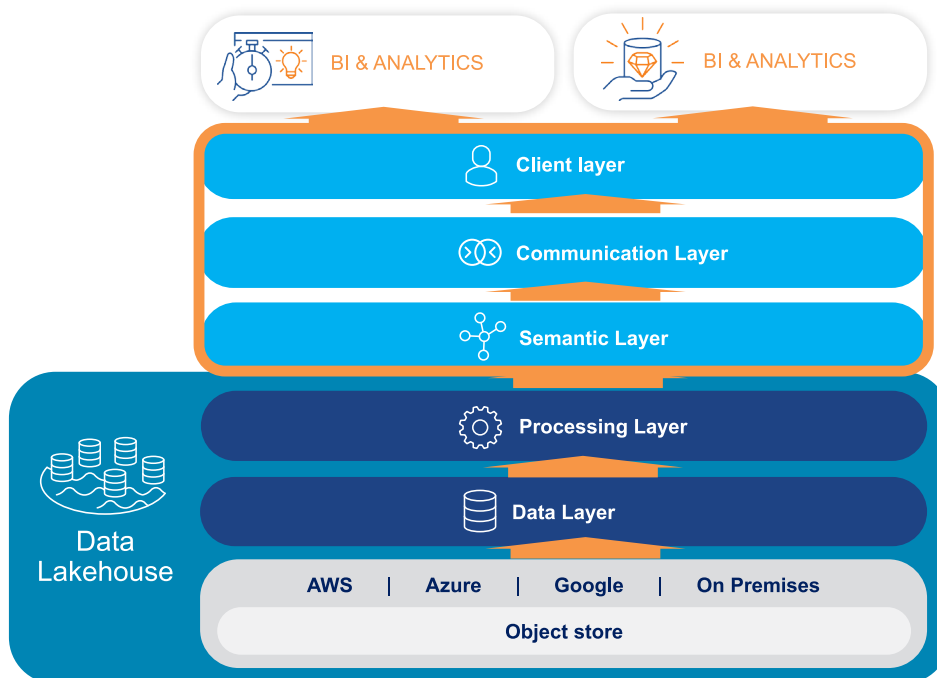 BI & ANALYTICS
BI & ANALYTICS
Client layer
Communication Layer
Semantic Layer
Processing Layer
Data Layer
Data
Lakehouse
AWS | Azure | Google | On Premises
Object store